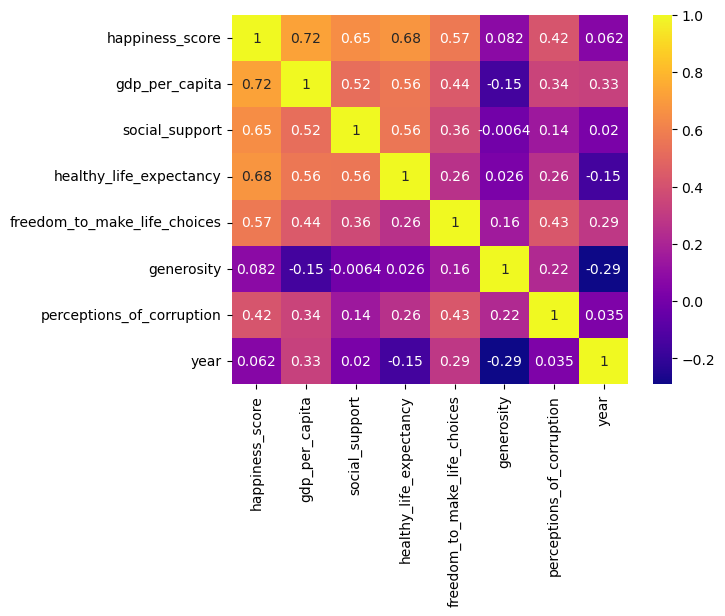 happiness_score 1 0.72 0.65 0.68 0.57 0.082 0.42 0.062
gdp_per_capita 0.72 1 0.52 0.56 0.44 -0.15 0.34 0.33
social_support 0.65 0.52 1 0.56 0.36 -0.0064 0.14 0.02
healthy_life_expectancy 0.68 0.56 0.56 1 0.26 0.026 0.26 -0.15
freedom_to_make_life_choices 0.57 0.44 0.36 0.26 1 0.16 0.43 0.29
generosity 0.082 -0.15 -0.0064 0.026 0.16 1 0.22 -0.29
perceptions_of_corruption 0.42 0.34 0.14 0.26 0.43 0.22 1 0.035
year 0.062 0.33 0.02 -0.15 0.29 -0.29 0.035 1
happiness_score
gdp_per_capita
social_support
healthy_life_expectancy
freedom_to_make_life_choices
generosity
perceptions_of_corruption
year
1.0
0.8
0.6
0.4
0.2
0.0
−0.2